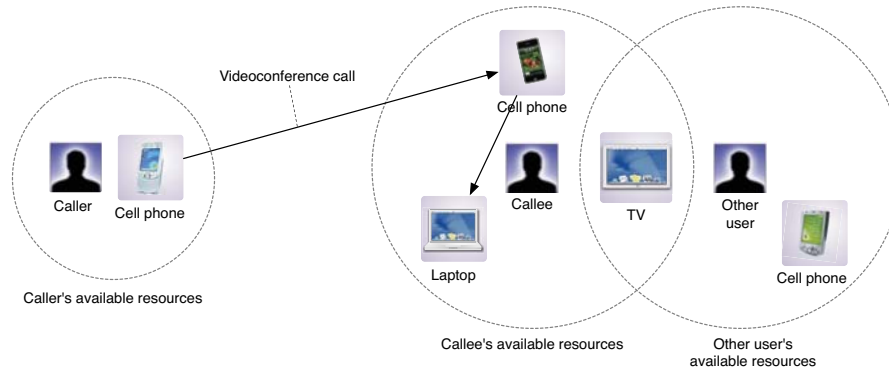 Videoconference call
Cell phone
Caller
Cell phone
Callee
TV
Other
user
Laptop
Cell phone
Caller's available resources
Callee's available resources
Other user's
available resources